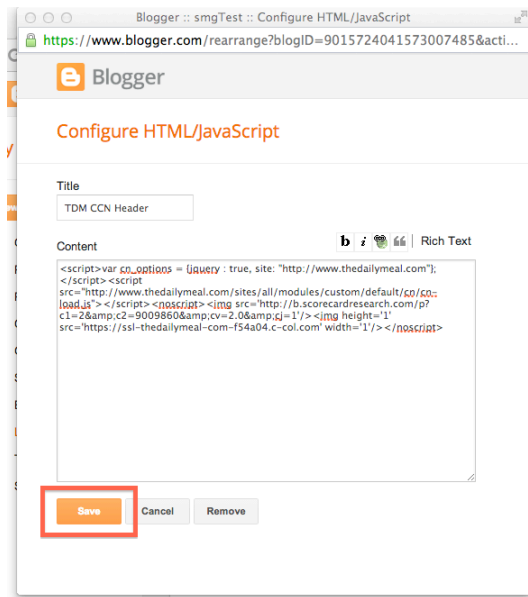 Blogger :: smgTest :: Configure HTML/JavaScript
https://www.blogger.com/rearrange?blogID=9015724041573007485&acti...
Blogger
Configure HTML/JavaScript
Title
TDM CCN Header
Content
b i Rich Text
<script>var cn_options = {jquery : true, site: "http://www.thedailymeal.com"};
</script><script
src="http://www.thedailymeal.com/sites/all/modules/custom/default/cn/cn-
load.js"></script><noscript><img src='http://b.scorecardresearch.com/p?
c1=2&amp;c2=9009860&amp;cv=2.0&amp;cj=1'/><img height='1'
src='https://ssl-thedailymeal-com-f54a04.c-col.com' width='1'/></noscript>
Save Cancel Remove